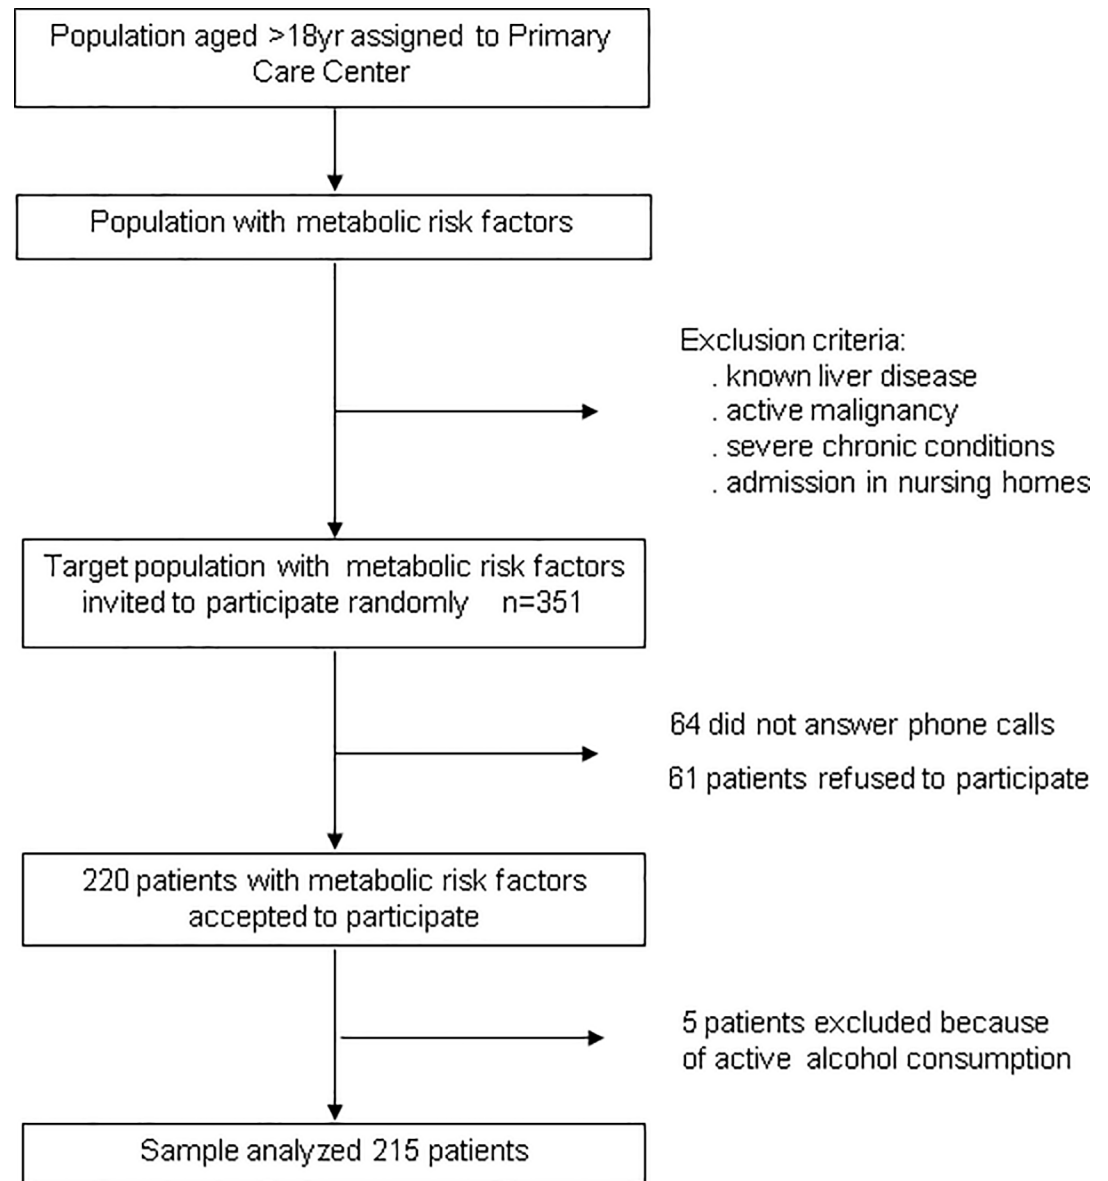 Population aged >18yr assigned to Primary
Care Center
Population with metabolic risk factors
Exclusion criteria:
. known liver disease
. active malignancy
. severe chronic conditions
. admission in nursing homes
Target population with metabolic risk factors
invited to participate randomly n=351
64 did not answer phone calls
61 patients refused to participate
220 patients with metabolic risk factors
accepted to participate
5 patients excluded because
of active alcohol consumption
Sample analyzed 215 patients